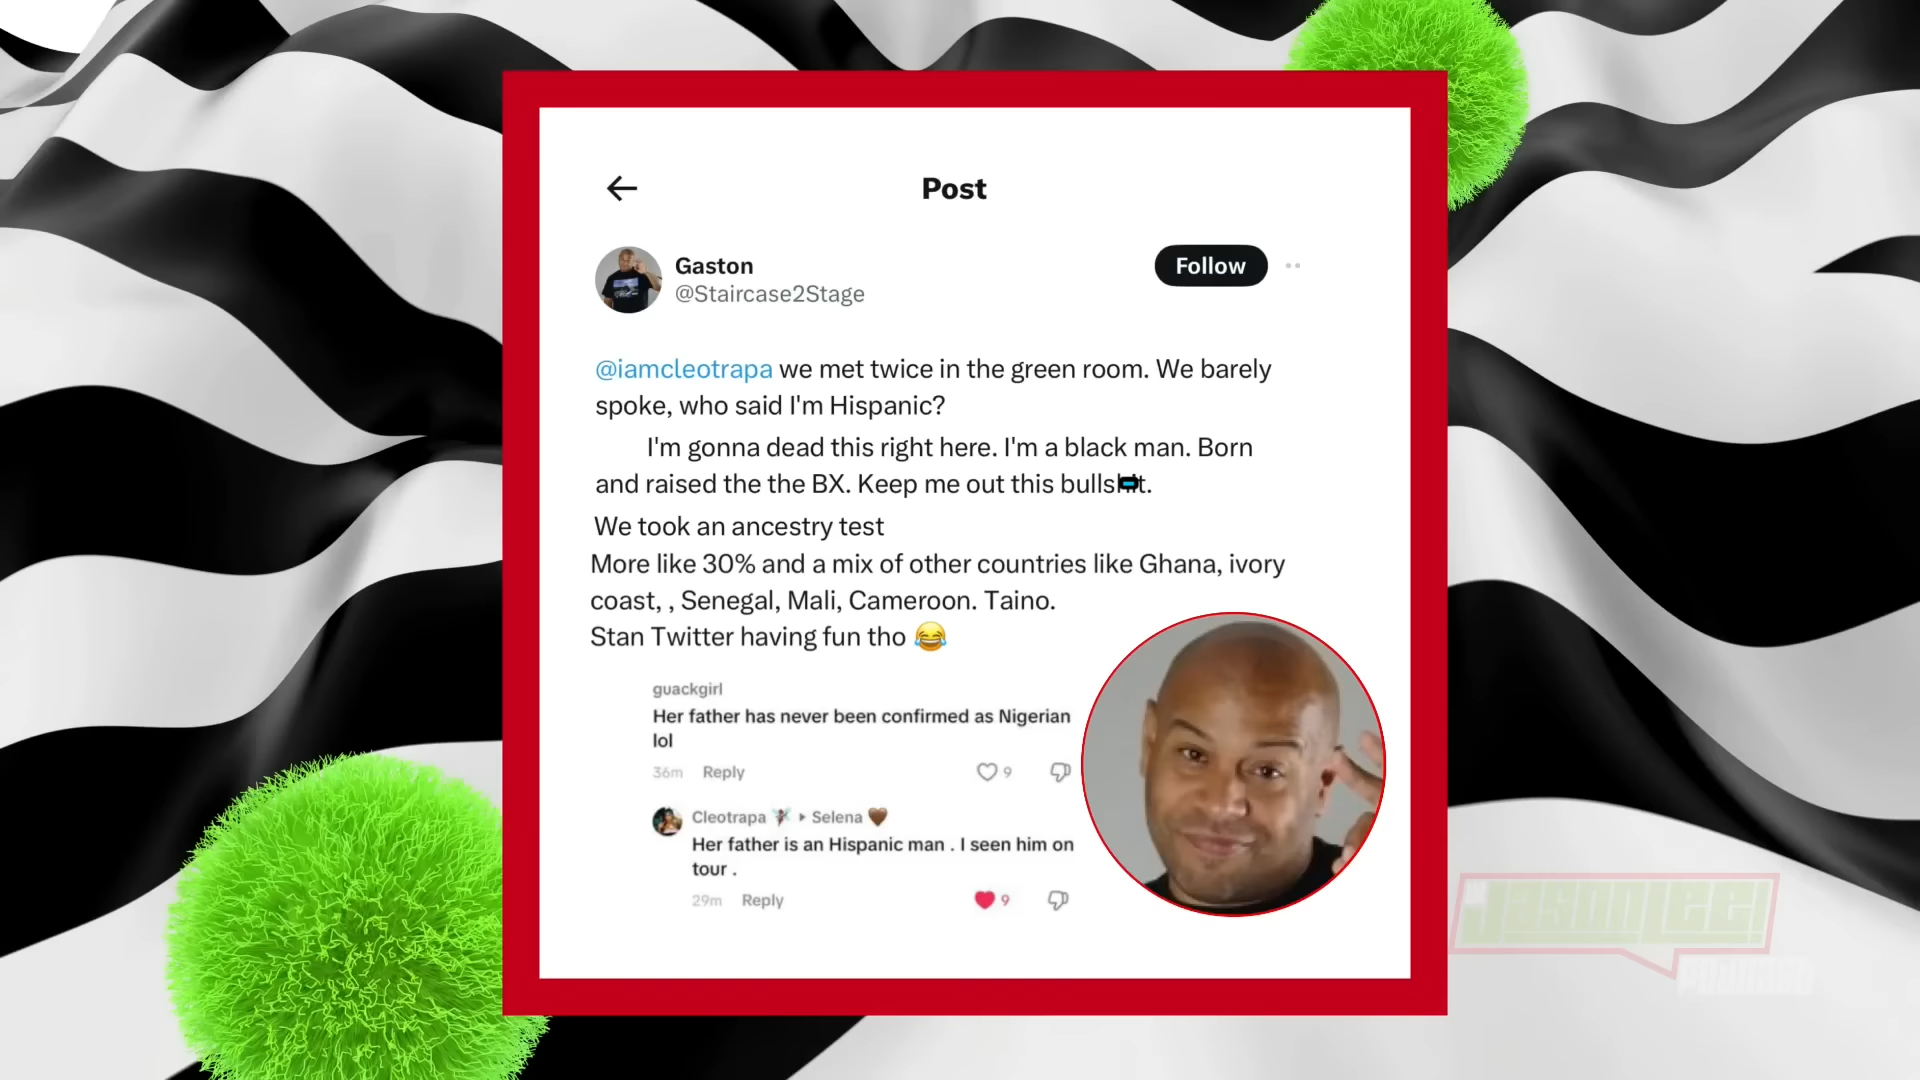 Post
Gaston
@Staircase2Stage
Follow
@iamcleotrapa we met twice in the green room. We barely
spoke, who said I'm Hispanic?
I'm gonna dead this right here. I'm a black man. Born
and raised the the BX. Keep me out this bullshit.
We took an ancestry test
More like 30% and a mix of other countries like Ghana, ivory
coast, , Senegal, Mali, Cameroon. Taino.
Stan Twitter having fun tho 😂
guackgirl
Her father has never been confirmed as Nigerian
lol
36m Reply 9
Cleotrapa 🧚 ▸ Selena 🤎
Her father is an Hispanic man . I seen him on
tour .
29m Reply 9
Jason Lee!